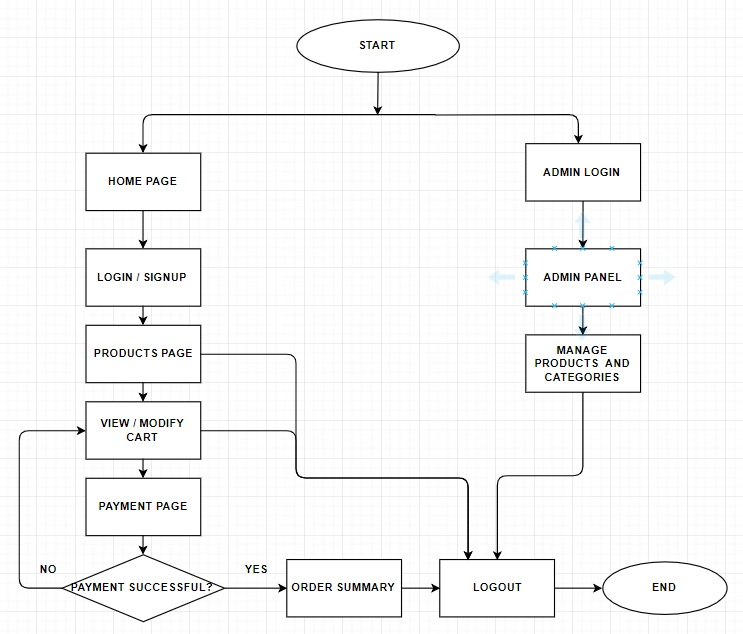 START
HOME PAGE
ADMIN LOGIN
LOGIN / SIGNUP
ADMIN PANEL
PRODUCTS PAGE
MANAGE
PRODUCTS AND
CATEGORIES
VIEW / MODIFY
CART
PAYMENT PAGE
NO
YES
PAYMENT SUCCESSFUL?
ORDER SUMMARY
LOGOUT
END